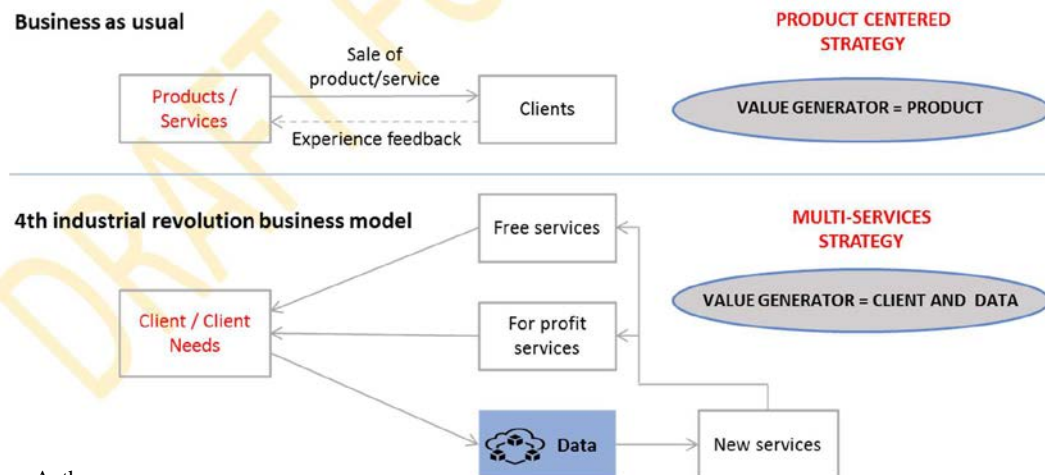 Business as usual
PRODUCT CENTERED
STRATEGY
Sale of
product/service
Products /
Services
Clients
VALUE GENERATOR = PRODUCT
Experience feedback
4th industrial revolution business model
Free services
MULTI-SERVICES
STRATEGY
Client / Client
Needs
For profit
services
VALUE GENERATOR = CLIENT AND DATA
Data
New services
DRAFT